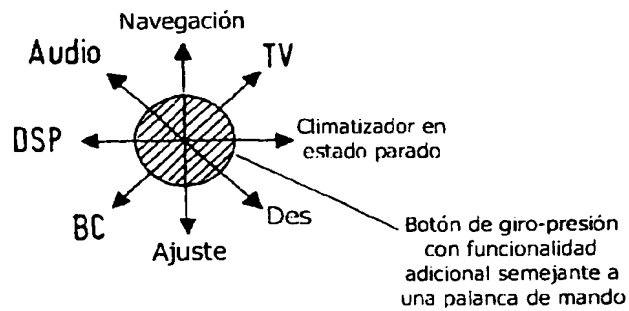 Navegación
Audio
TV
DSP
Climatizador en
estado parado
BC
Des
Ajuste
Botón de giro-presión
con funcionalidad
adicional semejante a
una palanca de mando